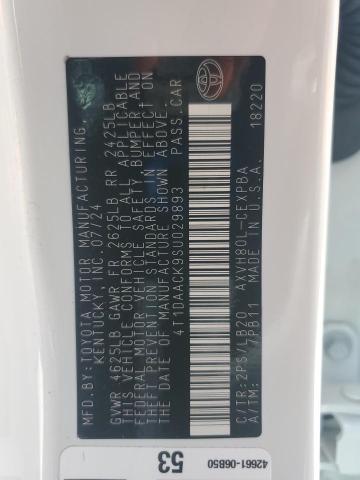 MFD. BY:TOYOTA MOTOR MANUFACTURING,
KENTUCKY, INC. 07/24
GVWR 4625LB GAWR FR 2625LB RR 2425LB
THIS VEHICLE CONFORMS TO ALL APPLICABLE
FEDERAL MOTOR VEHICLE SAFETY, BUMPER AND
THEFT PREVENTION STANDARDS IN EFFECT ON
THE DATE OF MANUFACTURE SHOWN ABOVE.
4T1DAACK9SU029893 PASS.CAR
C/TR:2PS/LB20 AXVH80L-CEXPBA
A/TM: -/PB11 MADE IN U.S.A. 18220
53
42661-06B50